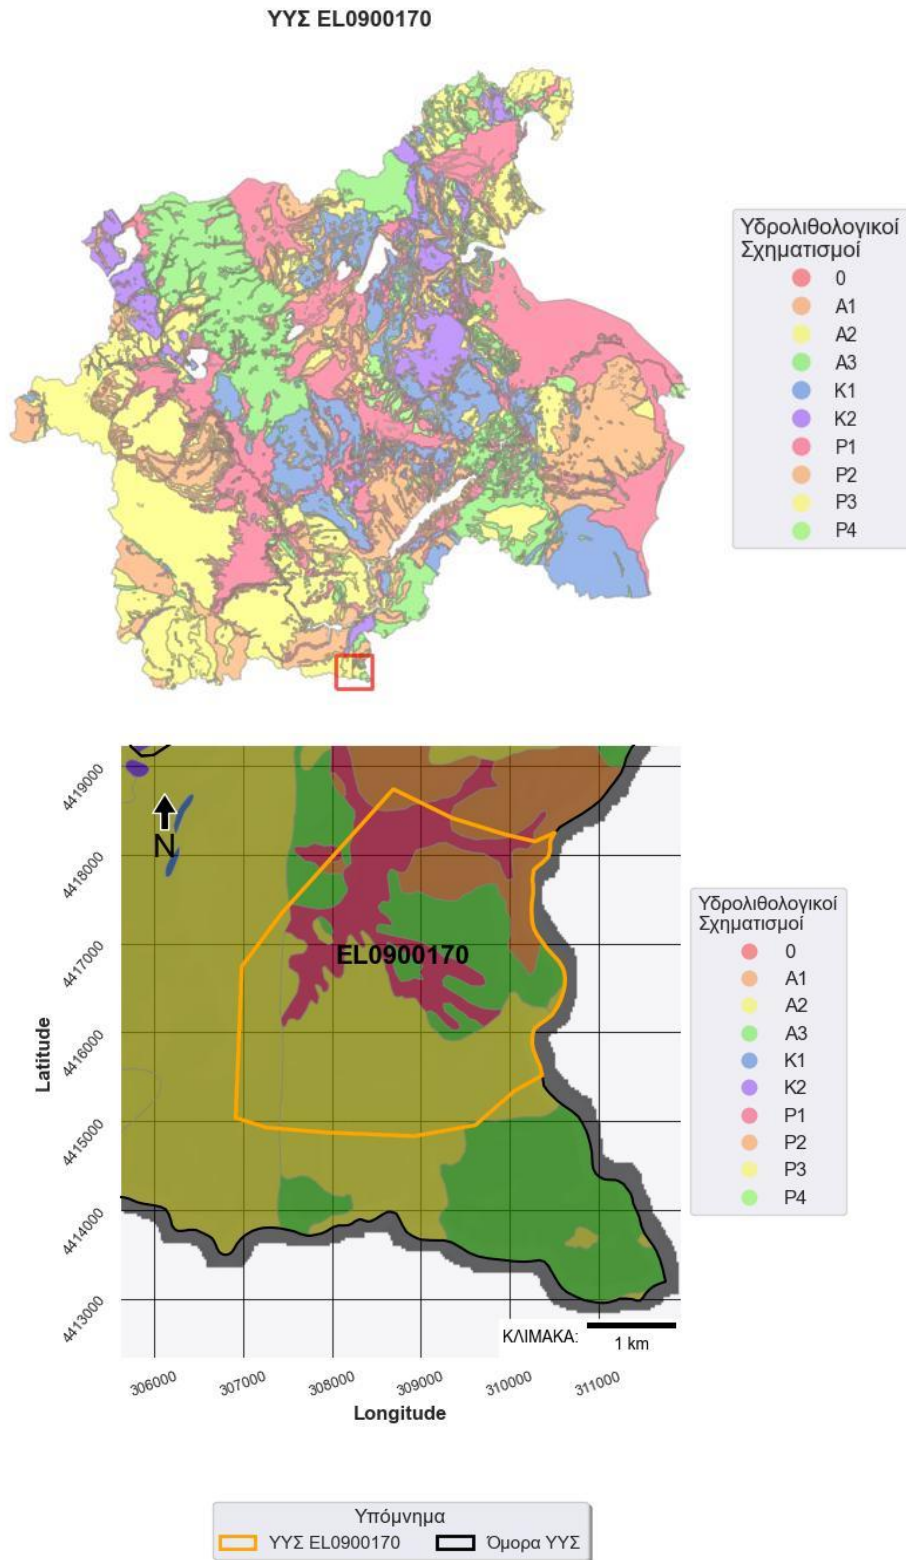 ΥΥΣ EL0900170
Υδρολιθολογικοί
Σχηματισμοί
0
A1
A2
A3
K1
K2
P1
P2
P3
P4
4419000
4418000
4417000
4416000
4415000
4414000
4413000
Latitude
N
EL0900170
ΚΛΙΜΑΚΑ:
1 km
306000
307000
308000
309000
310000
311000
Longitude
Υδρολιθολογικοί
Σχηματισμοί
0
A1
A2
A3
K1
K2
P1
P2
P3
P4
Υπόμνημα
ΥΥΣ EL0900170
Όμορα ΥΥΣ